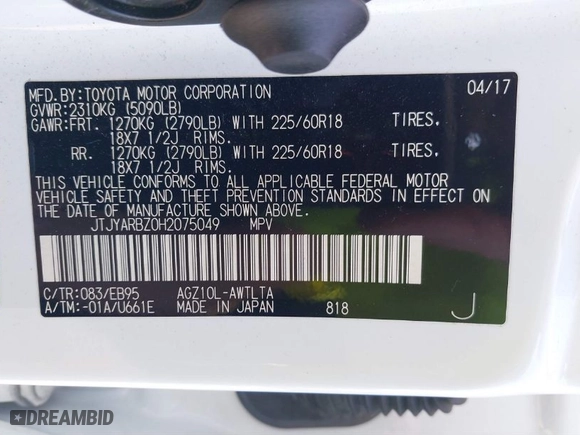 MFD.BY:TOYOTA MOTOR CORPORATION 04/17
GVWR:2310KG (5090LB)
GAWR:FRT. 1270KG (2790LB) WITH 225/60R18 TIRES,
18X7 1/2J RIMS.
RR. 1270KG (2790LB) WITH 225/60R18 TIRES,
18X7 1/2J RIMS.
THIS VEHICLE CONFORMS TO ALL APPLICABLE FEDERAL MOTOR
VEHICLE SAFETY AND THEFT PREVENTION STANDARDS IN EFFECT ON
THE DATE OF MANUFACTURE SHOWN ABOVE.
JTJYARBZ0H2075049 MPV
C/TR:083/EB95 AGZ10L-AWTLTA
A/TM:-01A/U661E MADE IN JAPAN 818 J
DREAMBID